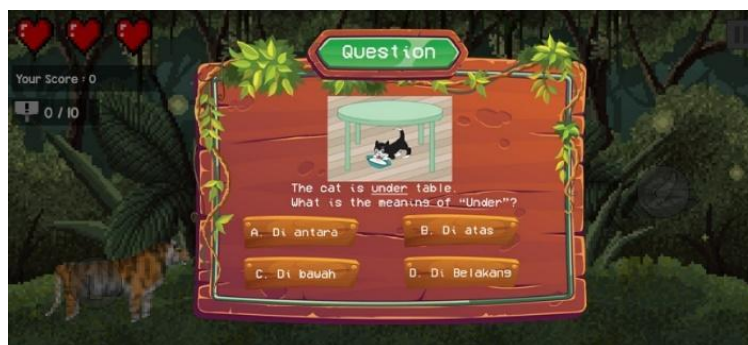 Question
Your Score : 0
0 / 10
The cat is under table.
What is the meaning of “Under”?
A. Di antara
B. Di atas
C. Di bawah
D. Di Belakang